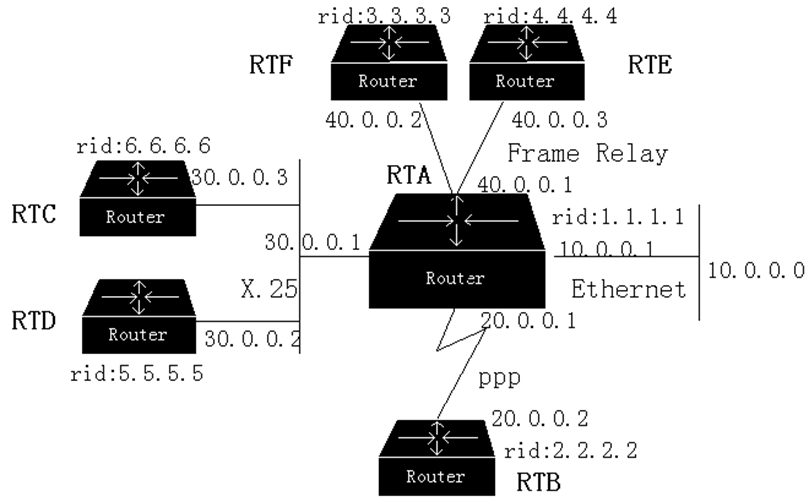 rid:3.3.3.3
rid:4.4.4.4
RTF
RTE
Router
Router
40.0.0.2
40.0.0.3
Frame Relay
rid:6.6.6.6
30.0.0.3
RTA
40.0.0.1
RTC
Router
rid:1.1.1.1
30.0.0.1
10.0.0.1
10.0.0.0
Router
X.25
Ethernet
RTD
Router
30.0.0.2
20.0.0.1
rid:5.5.5.5
ppp
20.0.0.2
rid:2.2.2.2
Router
RTB